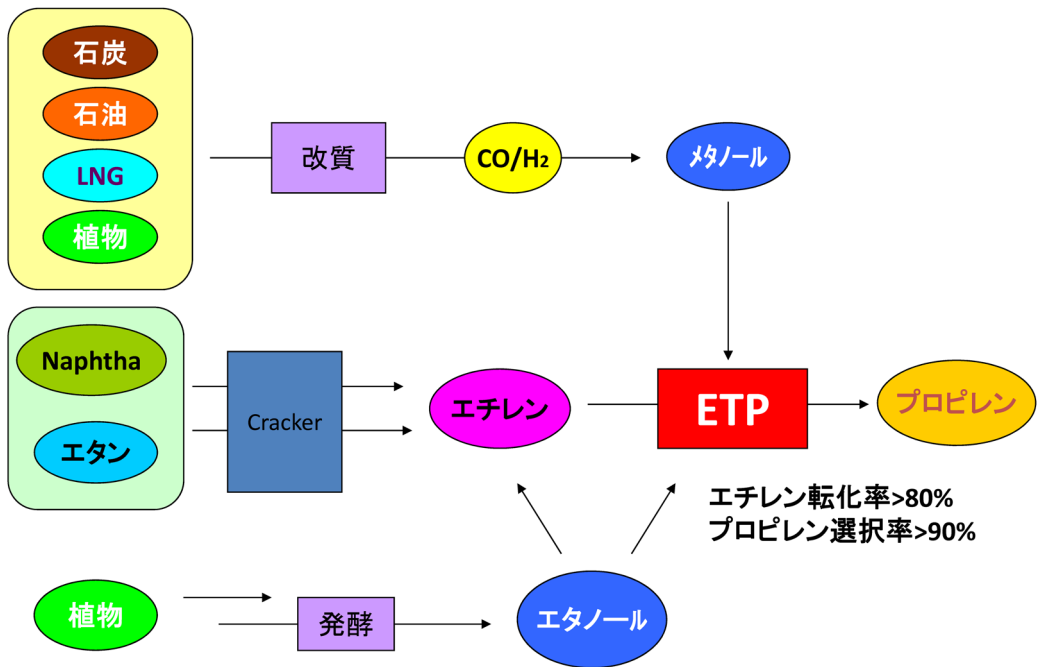 石炭
石油
LNG
植物
改質
CO/H₂
メタノール
Naphtha
エタン
Cracker
エチレン
ETP
プロピレン
エチレン転化率>80%
プロピレン選択率>90%
植物
発酵
エタノール